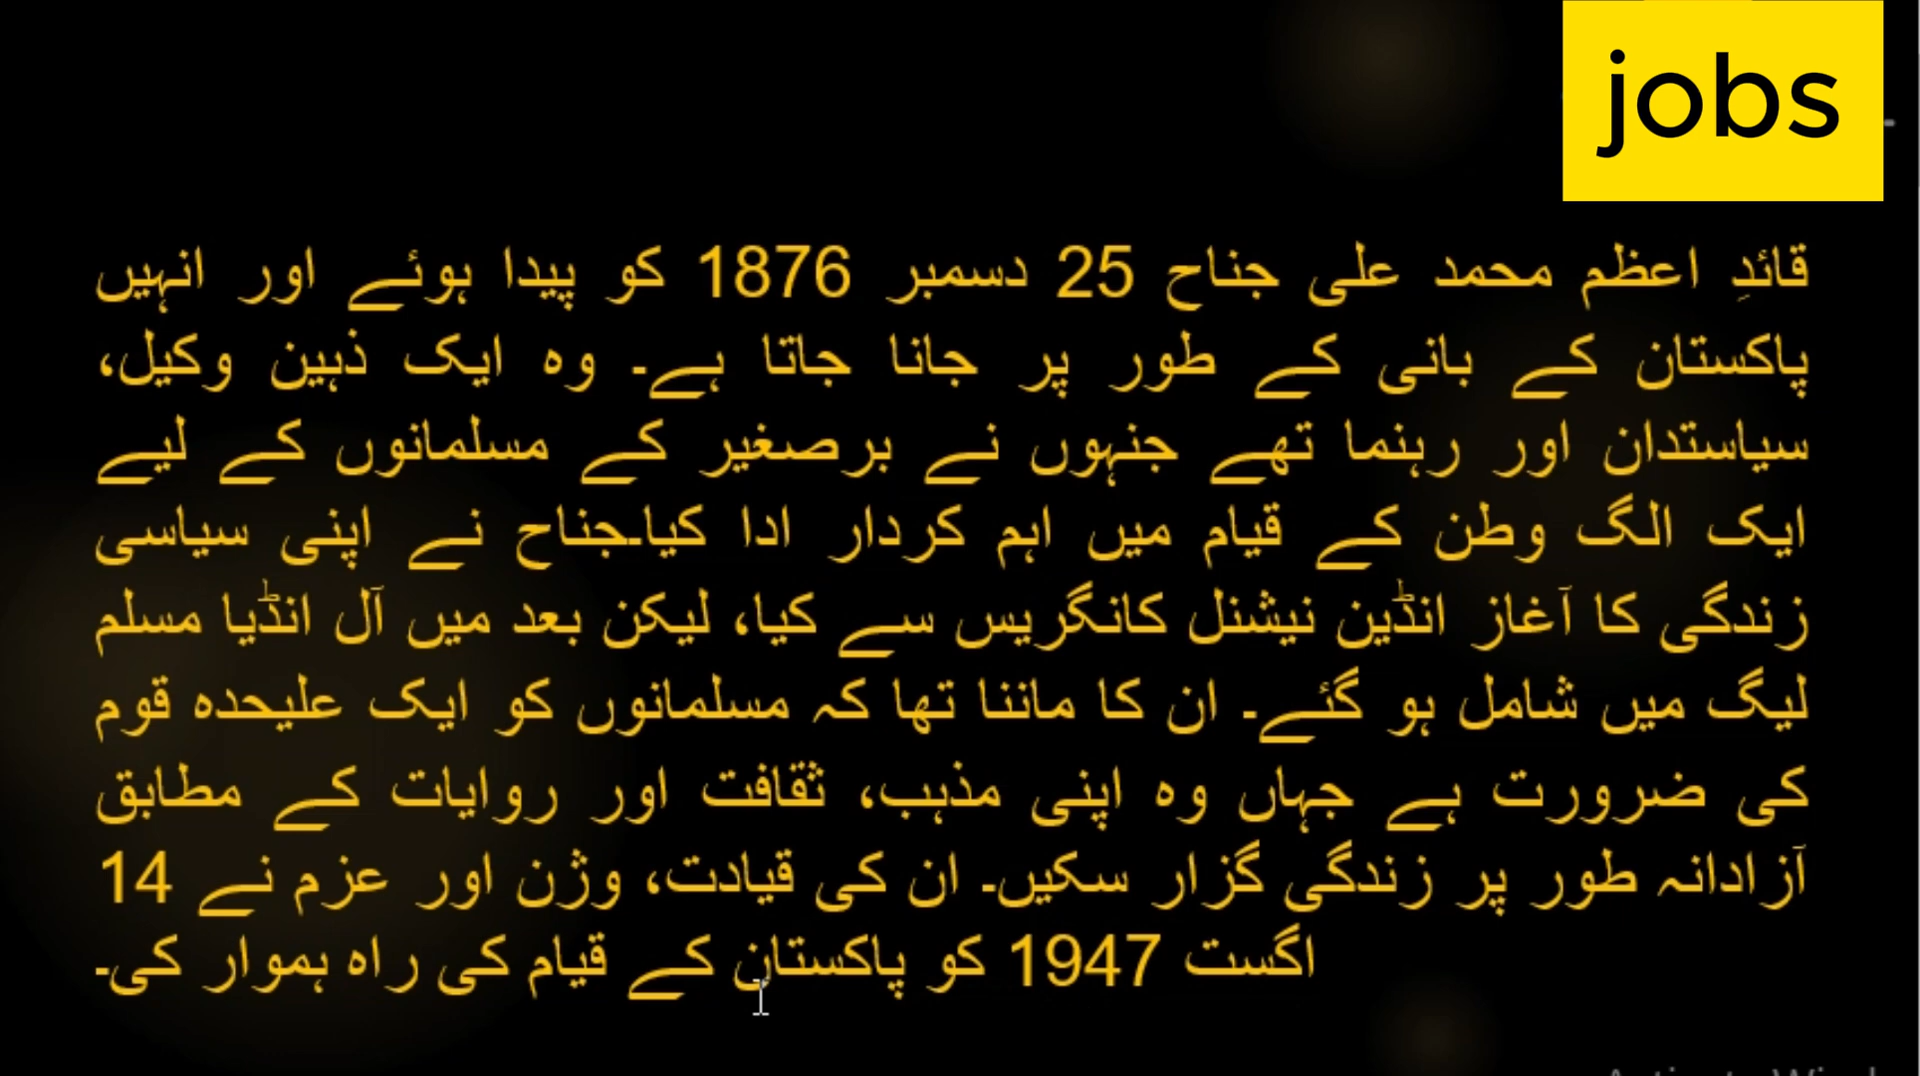 jobs
قائدِ اعظم محمد علی جناح 25 دسمبر 1876 کو پیدا ہوئے اور انہیں
پاکستان کے بانی کے طور پر جانا جاتا ہے۔ وہ ایک ذہین وکیل،
سیاستدان اور رہنما تھے جنہوں نے برصغیر کے مسلمانوں کے لیے
ایک الگ وطن کے قیام میں اہم کردار ادا کیا۔جناح نے اپنی سیاسی
زندگی کا آغاز انڈین نیشنل کانگریس سے کیا، لیکن بعد میں آل انڈیا مسلم
لیگ میں شامل ہو گئے۔ ان کا ماننا تھا کہ مسلمانوں کو ایک علیحدہ قوم
کی ضرورت ہے جہاں وہ اپنی مذہب، ثقافت اور روایات کے مطابق
آزادانہ طور پر زندگی گزار سکیں۔ ان کی قیادت، وژن اور عزم نے 14
اگست 1947 کو پاکستان کے قیام کی راہ ہموار کی۔